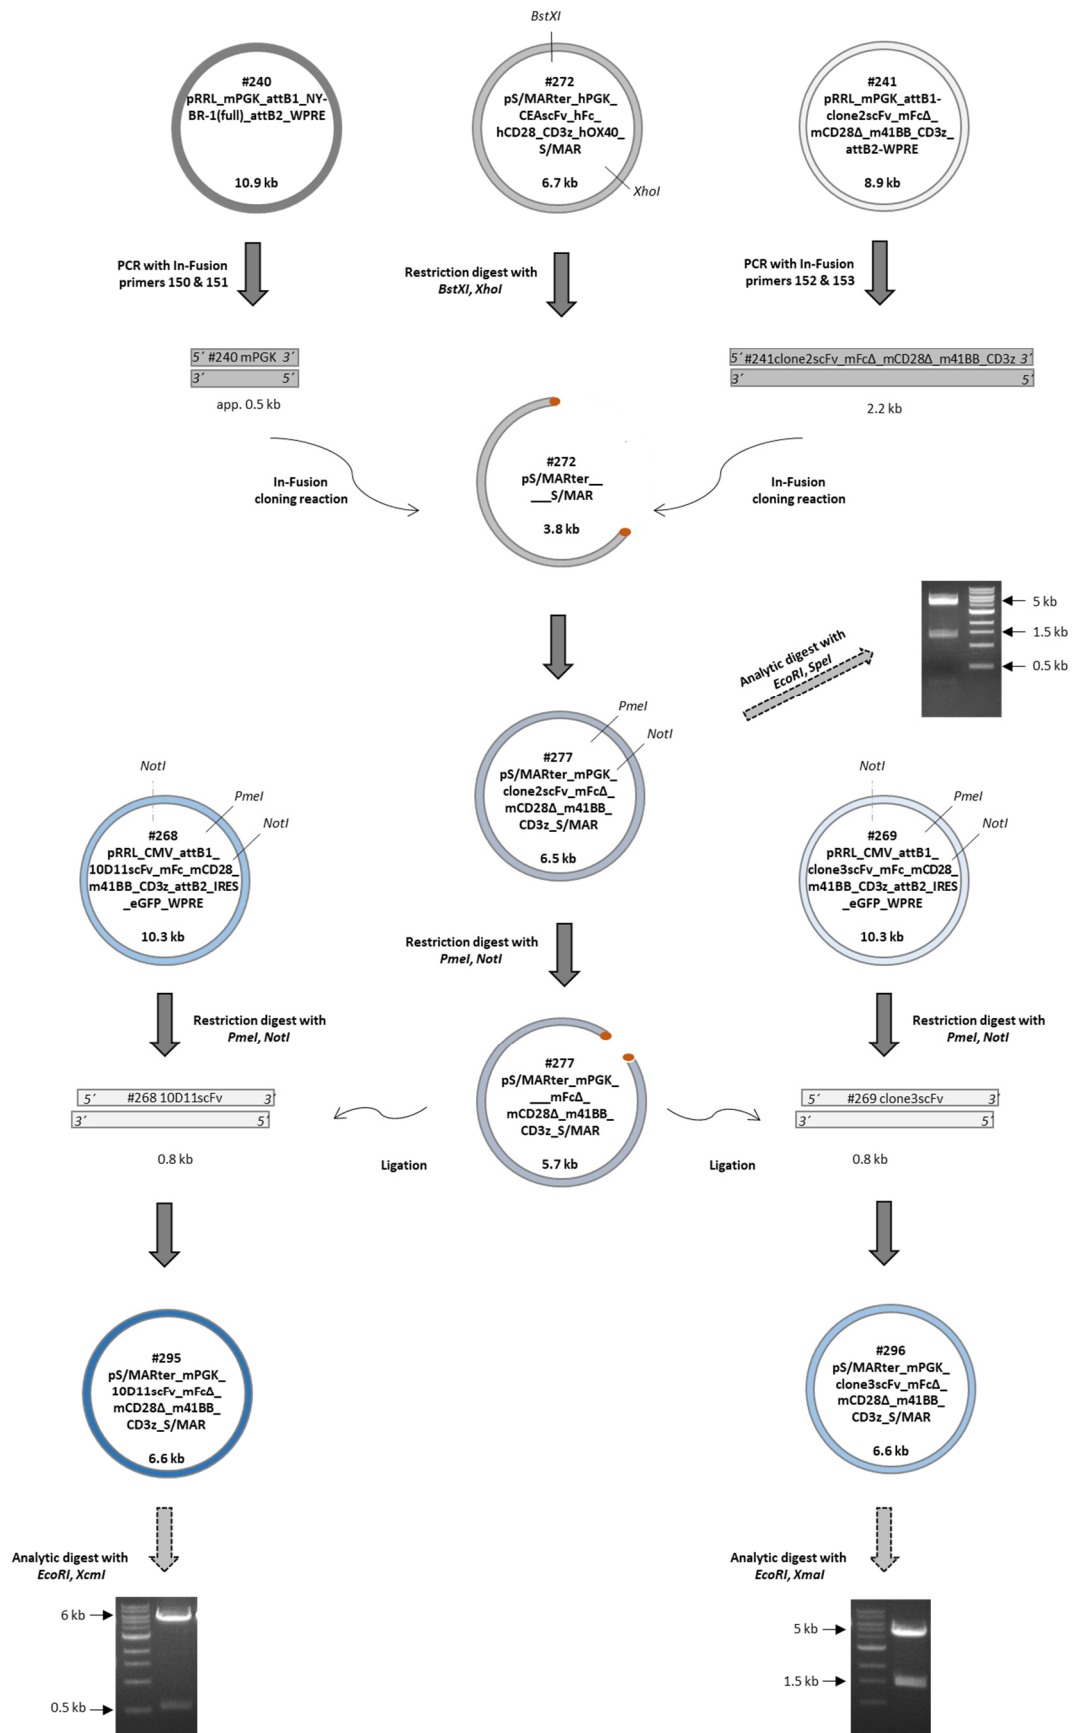 BstXI
#240
pRRL_mPGK_attB1_NY-
BR-1(full)_attB2_WPRE
10.9 kb
#272
pS/MARter_hPGK_
CEAscFv_hFc_
hCD28_CD3z_hOX40_
S/MAR
6.7 kb
XhoI
#241
pRRL_mPGK_attB1-
clone2scFv_mFcΔ_
mCD28Δ_m41BB_CD3z_
attB2-WPRE
8.9 kb
PCR with In-Fusion
primers 150 & 151
Restriction digest with
BstXI, XhoI
PCR with In-Fusion
primers 152 & 153
5´ #240 mPGK 3´
3´ 5´
app. 0.5 kb
5´ #241clone2scFv_mFcΔ_mCD28Δ_m41BB_CD3z 3´
3´ 5´
2.2 kb
In-Fusion
cloning reaction
#272
pS/MARter__
___S/MAR
3.8 kb
In-Fusion
cloning reaction
Analytic digest with
EcoRI, SpeI
5 kb
1.5 kb
0.5 kb
PmeI
NotI
#277
pS/MARter_mPGK_
clone2scFv_mFcΔ_
mCD28Δ_m41BB_
CD3z_S/MAR
6.5 kb
NotI
PmeI
NotI
#268
pRRL_CMV_attB1_
10D11scFv_mFc_mCD28_
m41BB_CD3z_attB2_IRES
_eGFP_WPRE
10.3 kb
NotI
PmeI
NotI
#269
pRRL_CMV_attB1_
clone3scFv_mFc_mCD28_
m41BB_CD3z_attB2_IRES
_eGFP_WPRE
10.3 kb
Restriction digest with
PmeI, NotI
Restriction digest with
PmeI, NotI
Restriction digest with
PmeI, NotI
5´ #268 10D11scFv 3´
3´ 5´
0.8 kb
#277
pS/MARter_mPGK_
___mFcΔ_
mCD28Δ_m41BB_
CD3z_S/MAR
5.7 kb
5´ #269 clone3scFv 3´
3´ 5´
0.8 kb
Ligation
Ligation
#295
pS/MARter_mPGK_
10D11scFv_mFcΔ_
mCD28Δ_m41BB_
CD3z_S/MAR
6.6 kb
#296
pS/MARter_mPGK_
clone3scFv_mFcΔ_
mCD28Δ_m41BB_
CD3z_S/MAR
6.6 kb
Analytic digest with
EcoRI, XcmI
6 kb
0.5 kb
Analytic digest with
EcoRI, XmaI
5 kb
1.5 kb